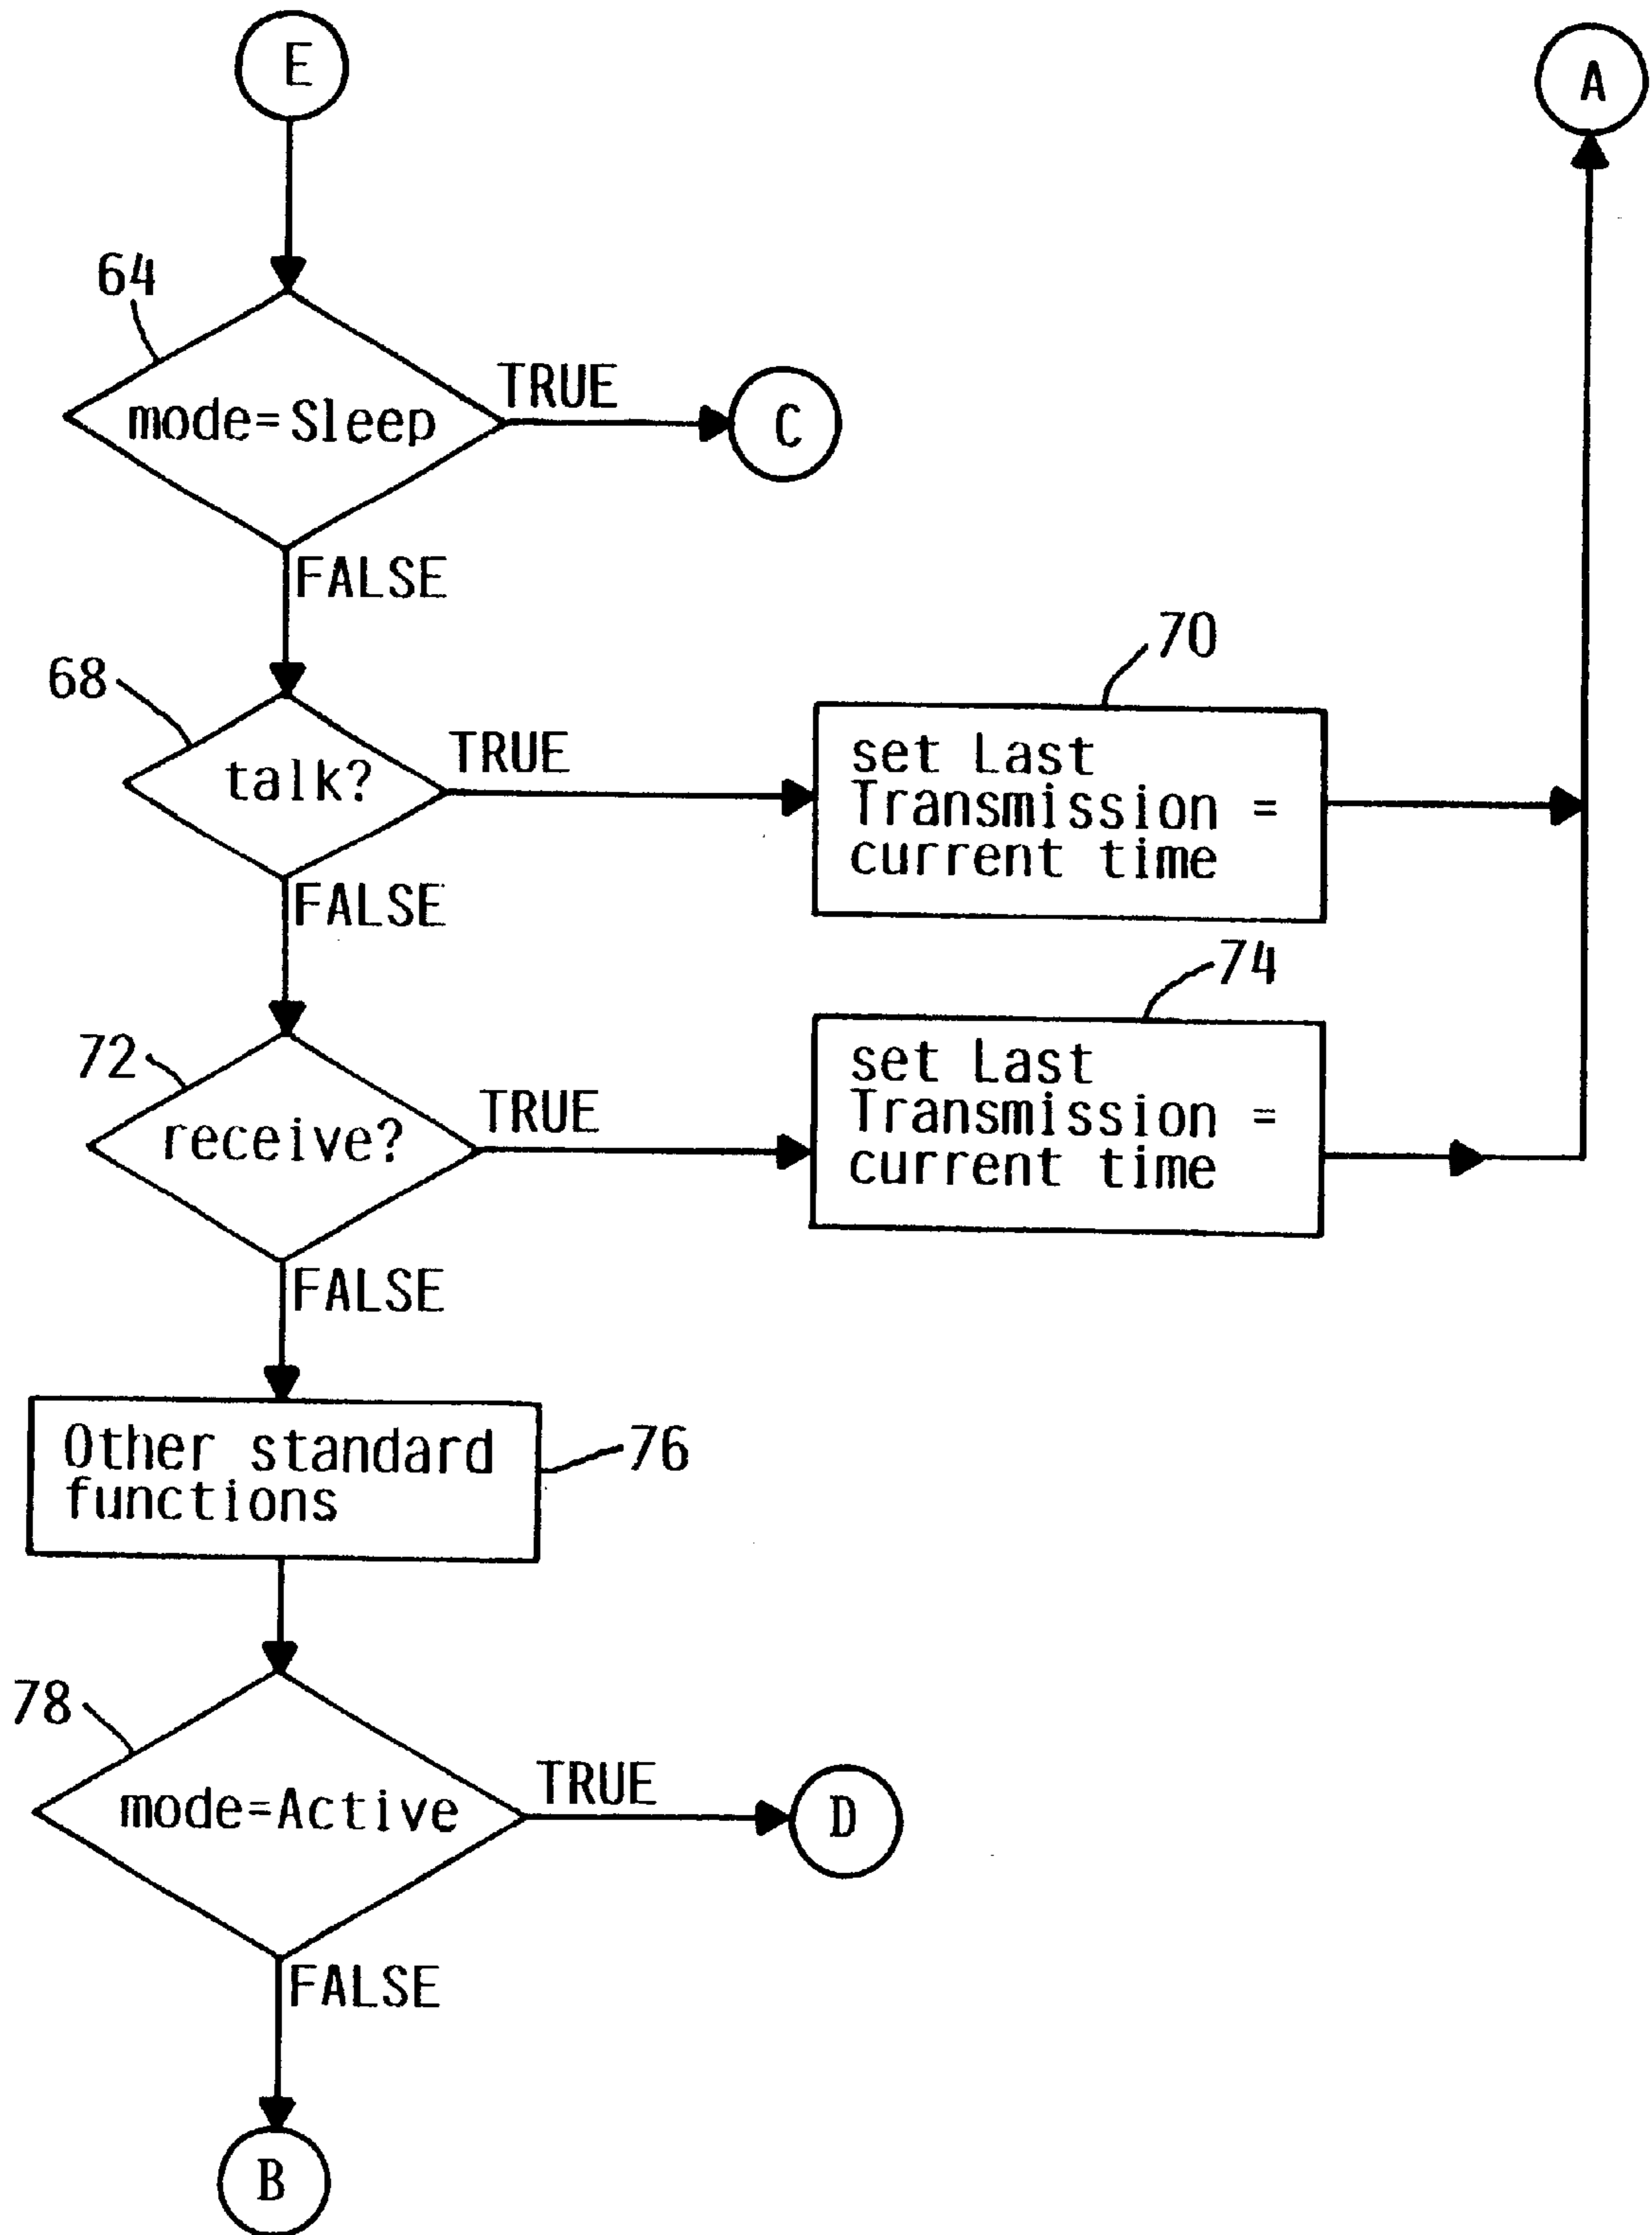 E
A
64
mode=Sleep
TRUE
C
FALSE
68
talk?
TRUE
70
set Last
Transmission =
current time
FALSE
72
receive?
TRUE
74
set Last
Transmission =
current time
FALSE
Other standard
functions
76
78
mode=Active
TRUE
D
FALSE
B